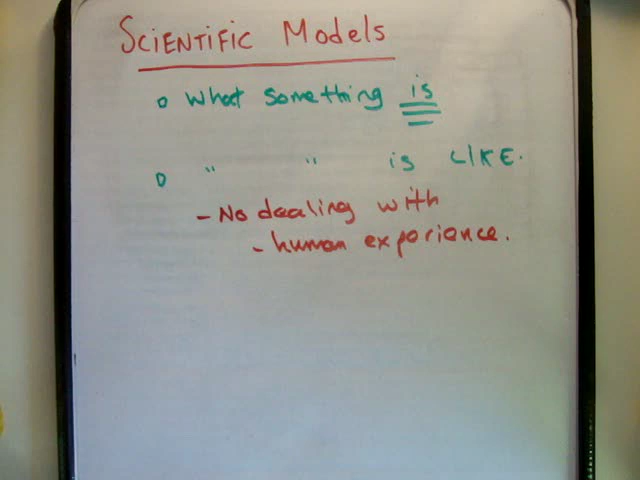 SCIENTIFIC Models
o What something is
o " " is LIKE.
- No dealing with
- human experience.